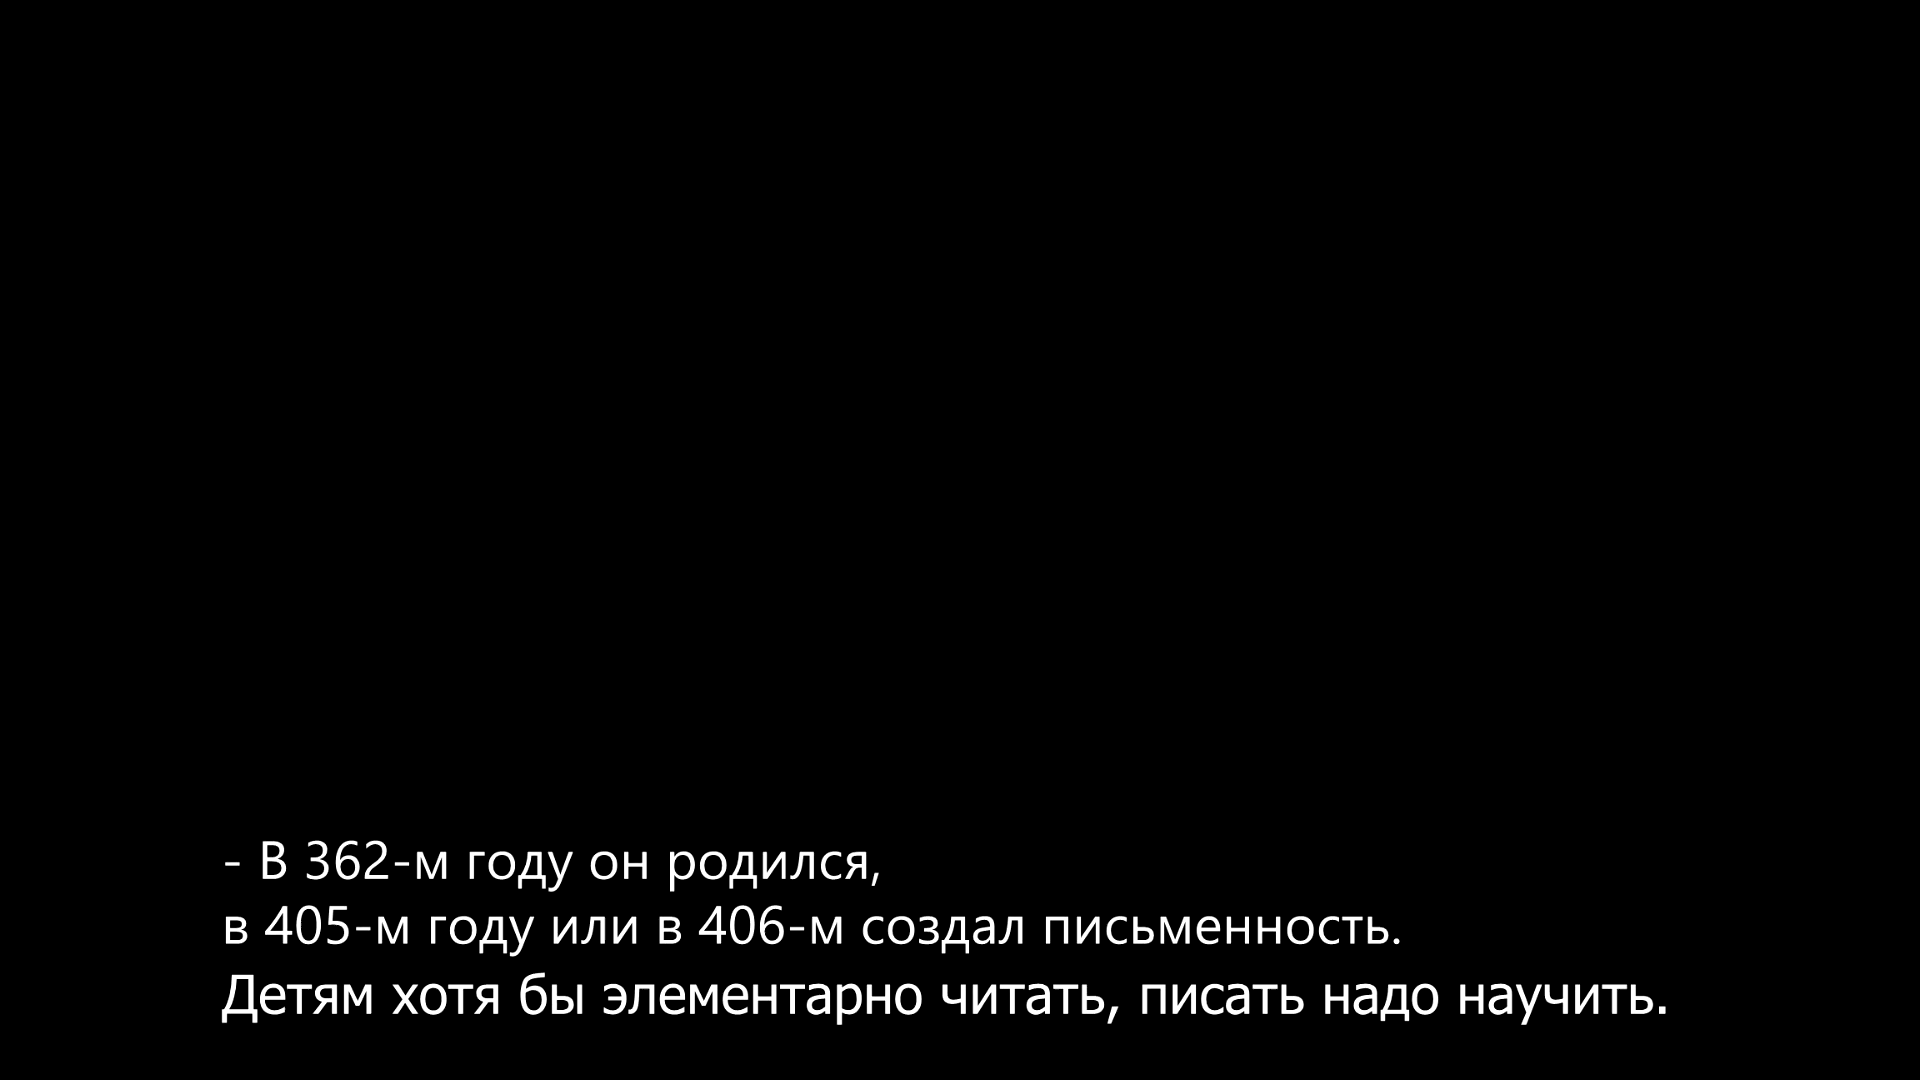 - В 362-м году он родился,
в 405-м году или в 406-м создал письменность.
Детям хотя бы элементарно читать, писать надо научить.